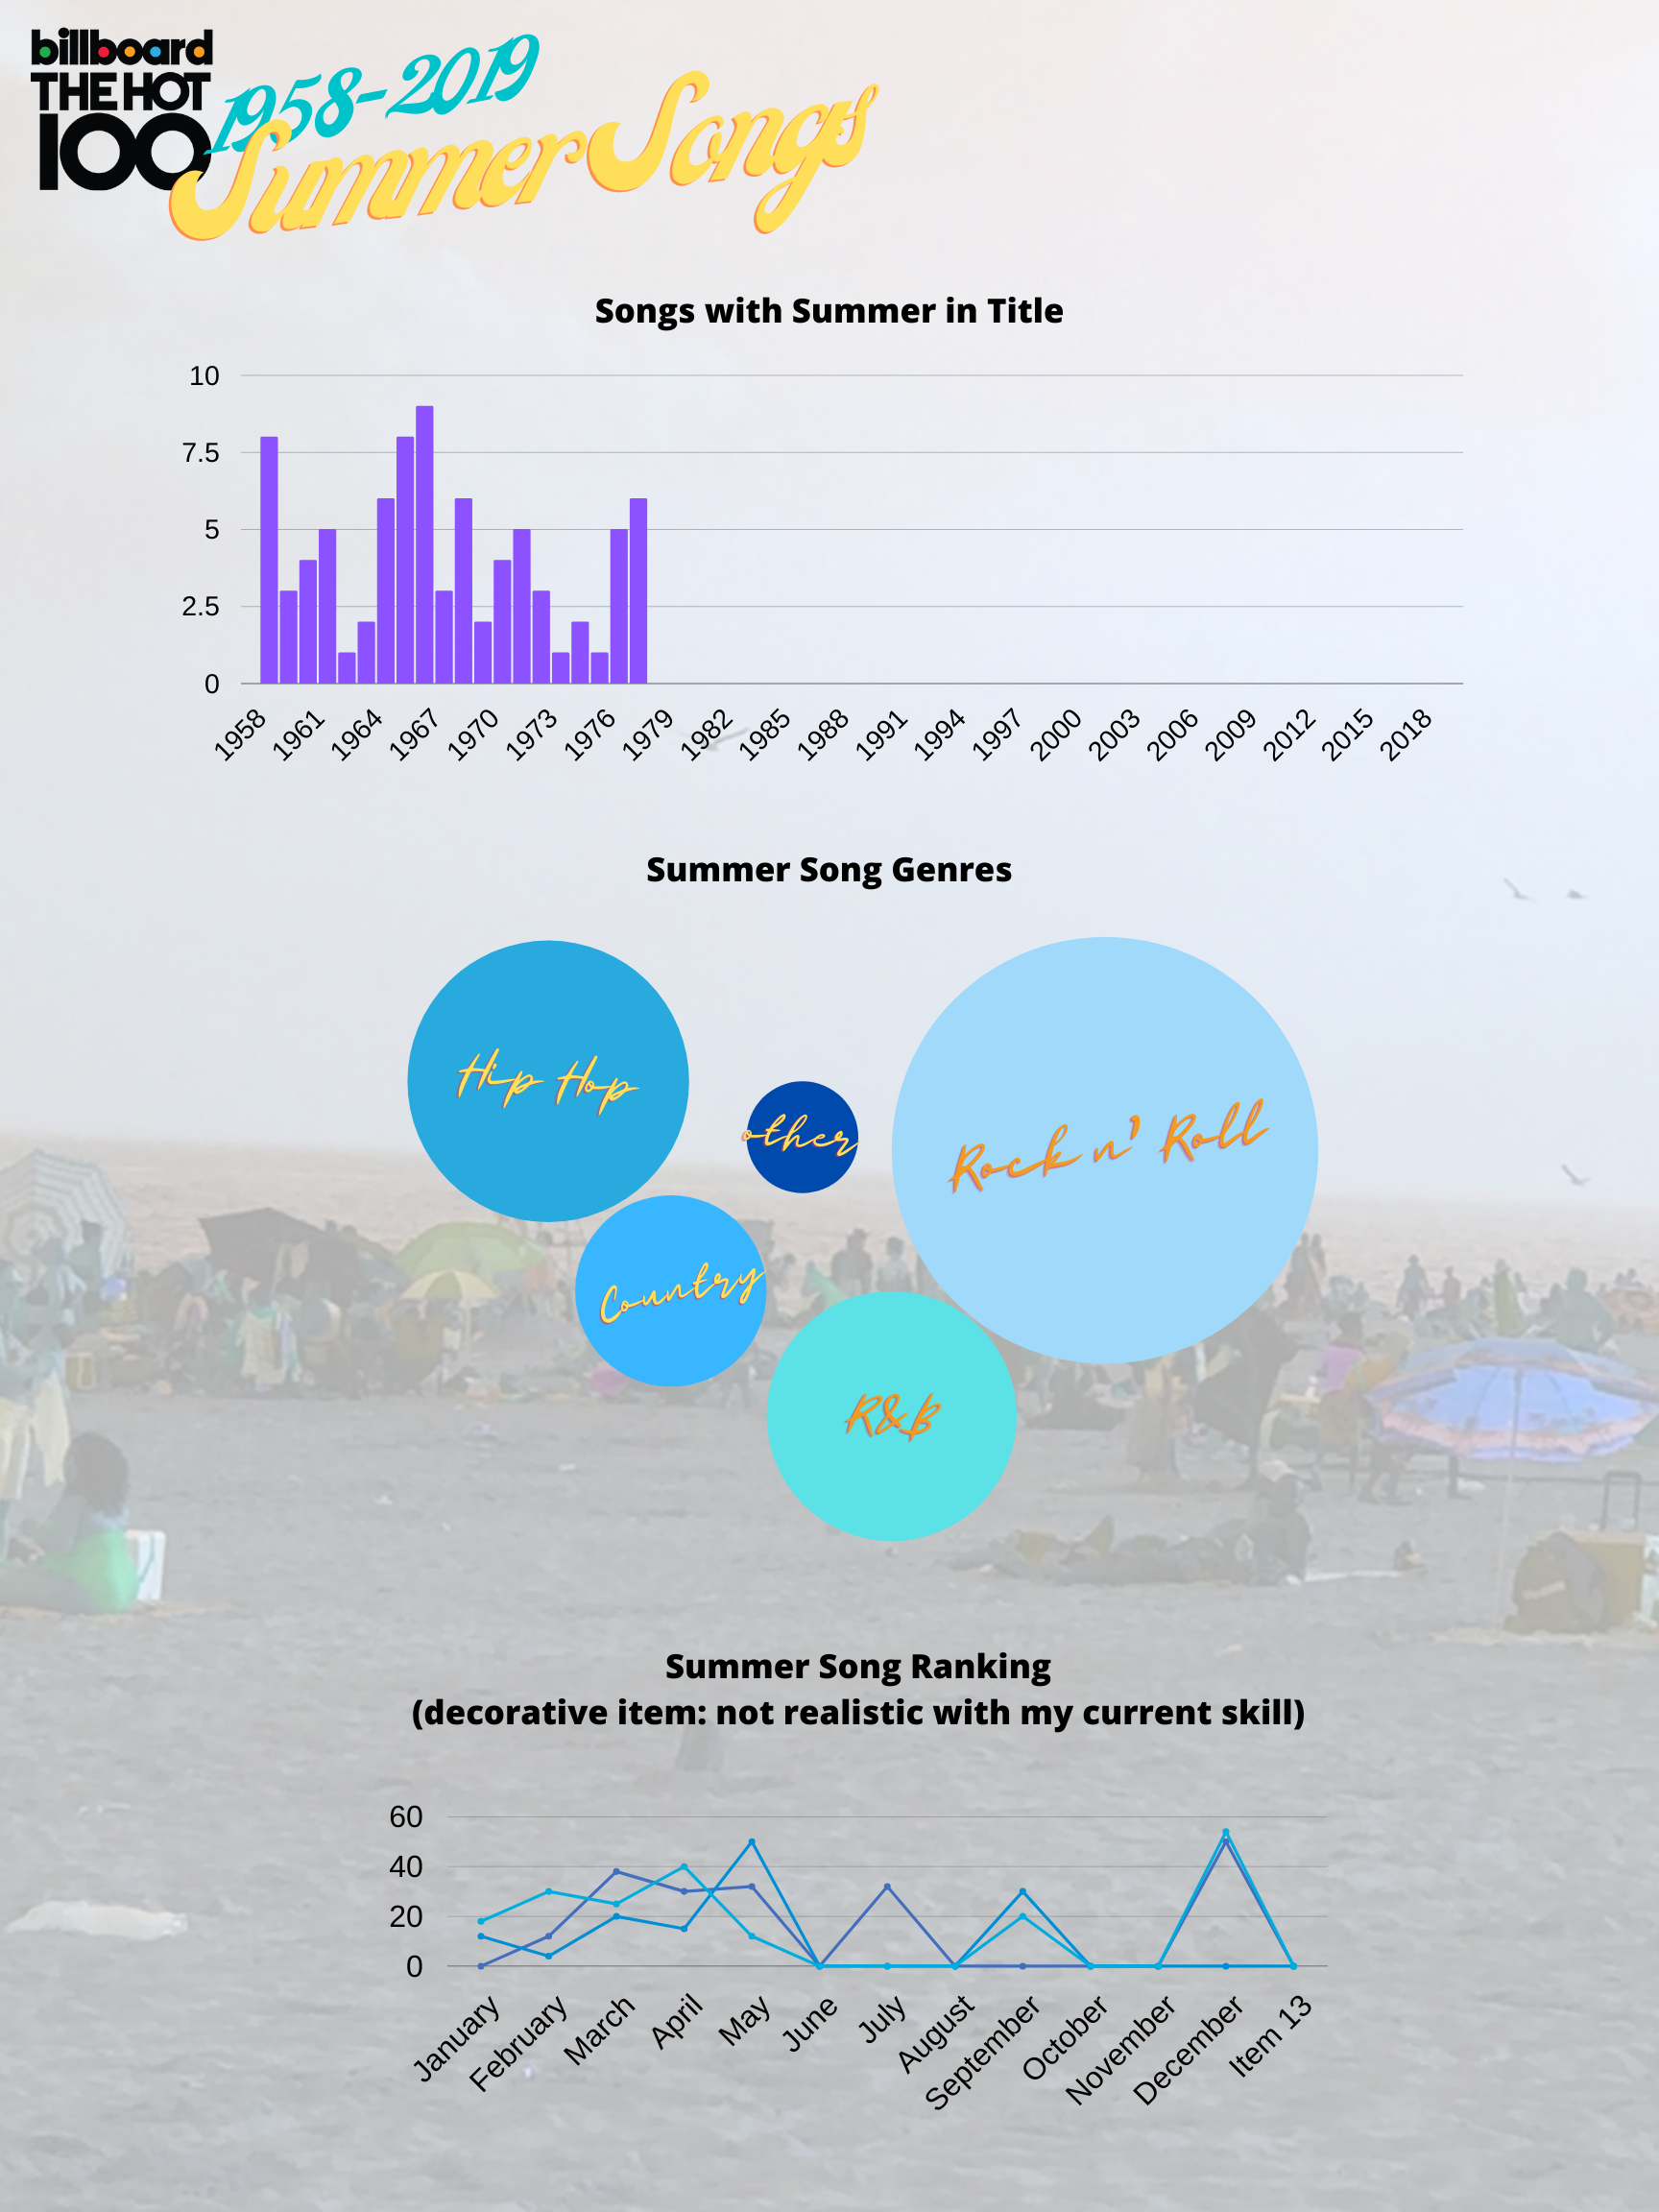 billboard
THE HOT
100
1958-2019
Summer Songs
Songs with Summer in Title
10
7.5
5
2.5
0
1958 1961 1964 1967 1970 1973 1976 1979 1982 1985 1988 1991 1994 1997 2000 2003 2006 2009 2012 2015 2018
Summer Song Genres
Hip Hop
other
Rock n' Roll
Country
R&B
Summer Song Ranking
(decorative item: not realistic with my current skill)
60
40
20
0
January February March April May June July August September October November December Item 13